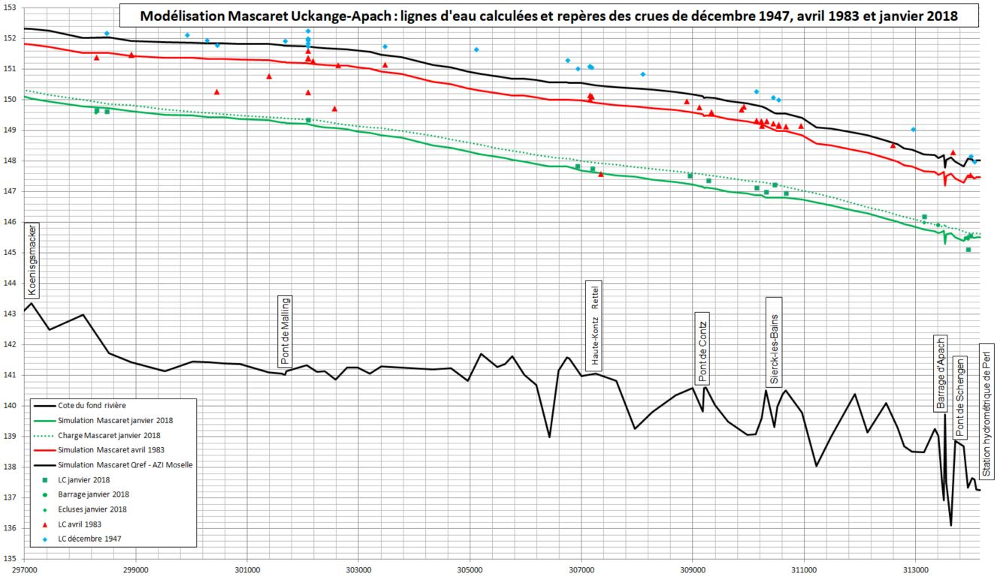 Modélisation Mascaret Uckange-Apach : lignes d'eau calculées et repères des crues de décembre 1947, avril 1983 et janvier 2018
153
152
151
150
149
148
147
146
145
144
143
142
141
140
139
138
137
136
135
Koenisgsmacker
Pont de Malling
Haute-Kontz Rettel
Pont de Contz
Sierck-les-Bains
Barrage d'Apach
Pont de Schengen
Station hydrométrique de Perl
Cote du fond rivière
Simulation Mascaret janvier 2018
Charge Mascaret janvier 2018
Simulation Mascaret avril 1983
Simulation Mascaret Qref - AZI Moselle
LC janvier 2018
Barrage janvier 2018
Ecluses janvier 2018
LC avril 1983
LC décembre 1947
297000 299000 301000 303000 305000 307000 309000 311000 313000